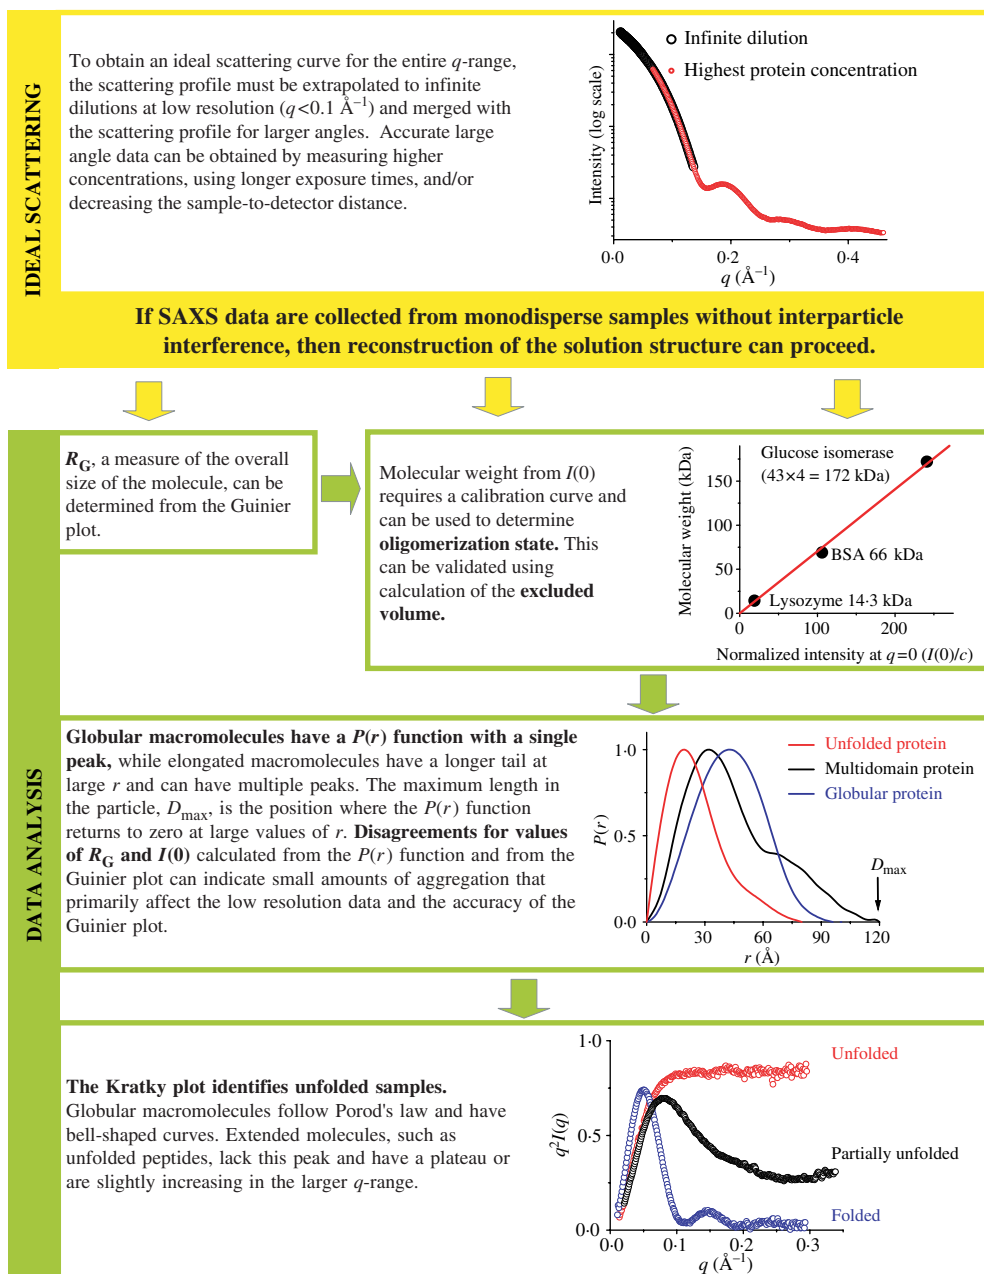 IDEAL SCATTERING
To obtain an ideal scattering curve for the entire q-range,
the scattering profile must be extrapolated to infinite
dilutions at low resolution (q<0.1 Å⁻¹) and merged with
the scattering profile for larger angles. Accurate large
angle data can be obtained by measuring higher
concentrations, using longer exposure times, and/or
decreasing the sample-to-detector distance.
Intensity (log scale)
Infinite dilution
Highest protein concentration
0·0 0·2 0·4
q (Å⁻¹)
If SAXS data are collected from monodisperse samples without interparticle
interference, then reconstruction of the solution structure can proceed.
DATA ANALYSIS
R_G, a measure of the overall
size of the molecule, can be
determined from the Guinier
plot.
Molecular weight from I(0)
requires a calibration curve and
can be used to determine
oligomerization state. This
can be validated using
calculation of the excluded
volume.
Molecular weight (kDa)
150
100
50
0
Glucose isomerase
(43×4 = 172 kDa)
BSA 66 kDa
Lysozyme 14·3 kDa
0 100 200
Normalized intensity at q=0 (I(0)/c)
Globular macromolecules have a P(r) function with a single
peak, while elongated macromolecules have a longer tail at
large r and can have multiple peaks. The maximum length in
the particle, D_max, is the position where the P(r) function
returns to zero at large values of r. Disagreements for values
of R_G and I(0) calculated from the P(r) function and from the
Guinier plot can indicate small amounts of aggregation that
primarily affect the low resolution data and the accuracy of the
Guinier plot.
P(r)
1·0
0·5
0·0
Unfolded protein
Multidomain protein
Globular protein
D_max
0 30 60 90 120
r (Å)
The Kratky plot identifies unfolded samples.
Globular macromolecules follow Porod's law and have
bell-shaped curves. Extended molecules, such as
unfolded peptides, lack this peak and have a plateau or
are slightly increasing in the larger q-range.
q²I(q)
1·0
0·5
0·0
Unfolded
Partially unfolded
Folded
0·0 0·1 0·2 0·3
q (Å⁻¹)